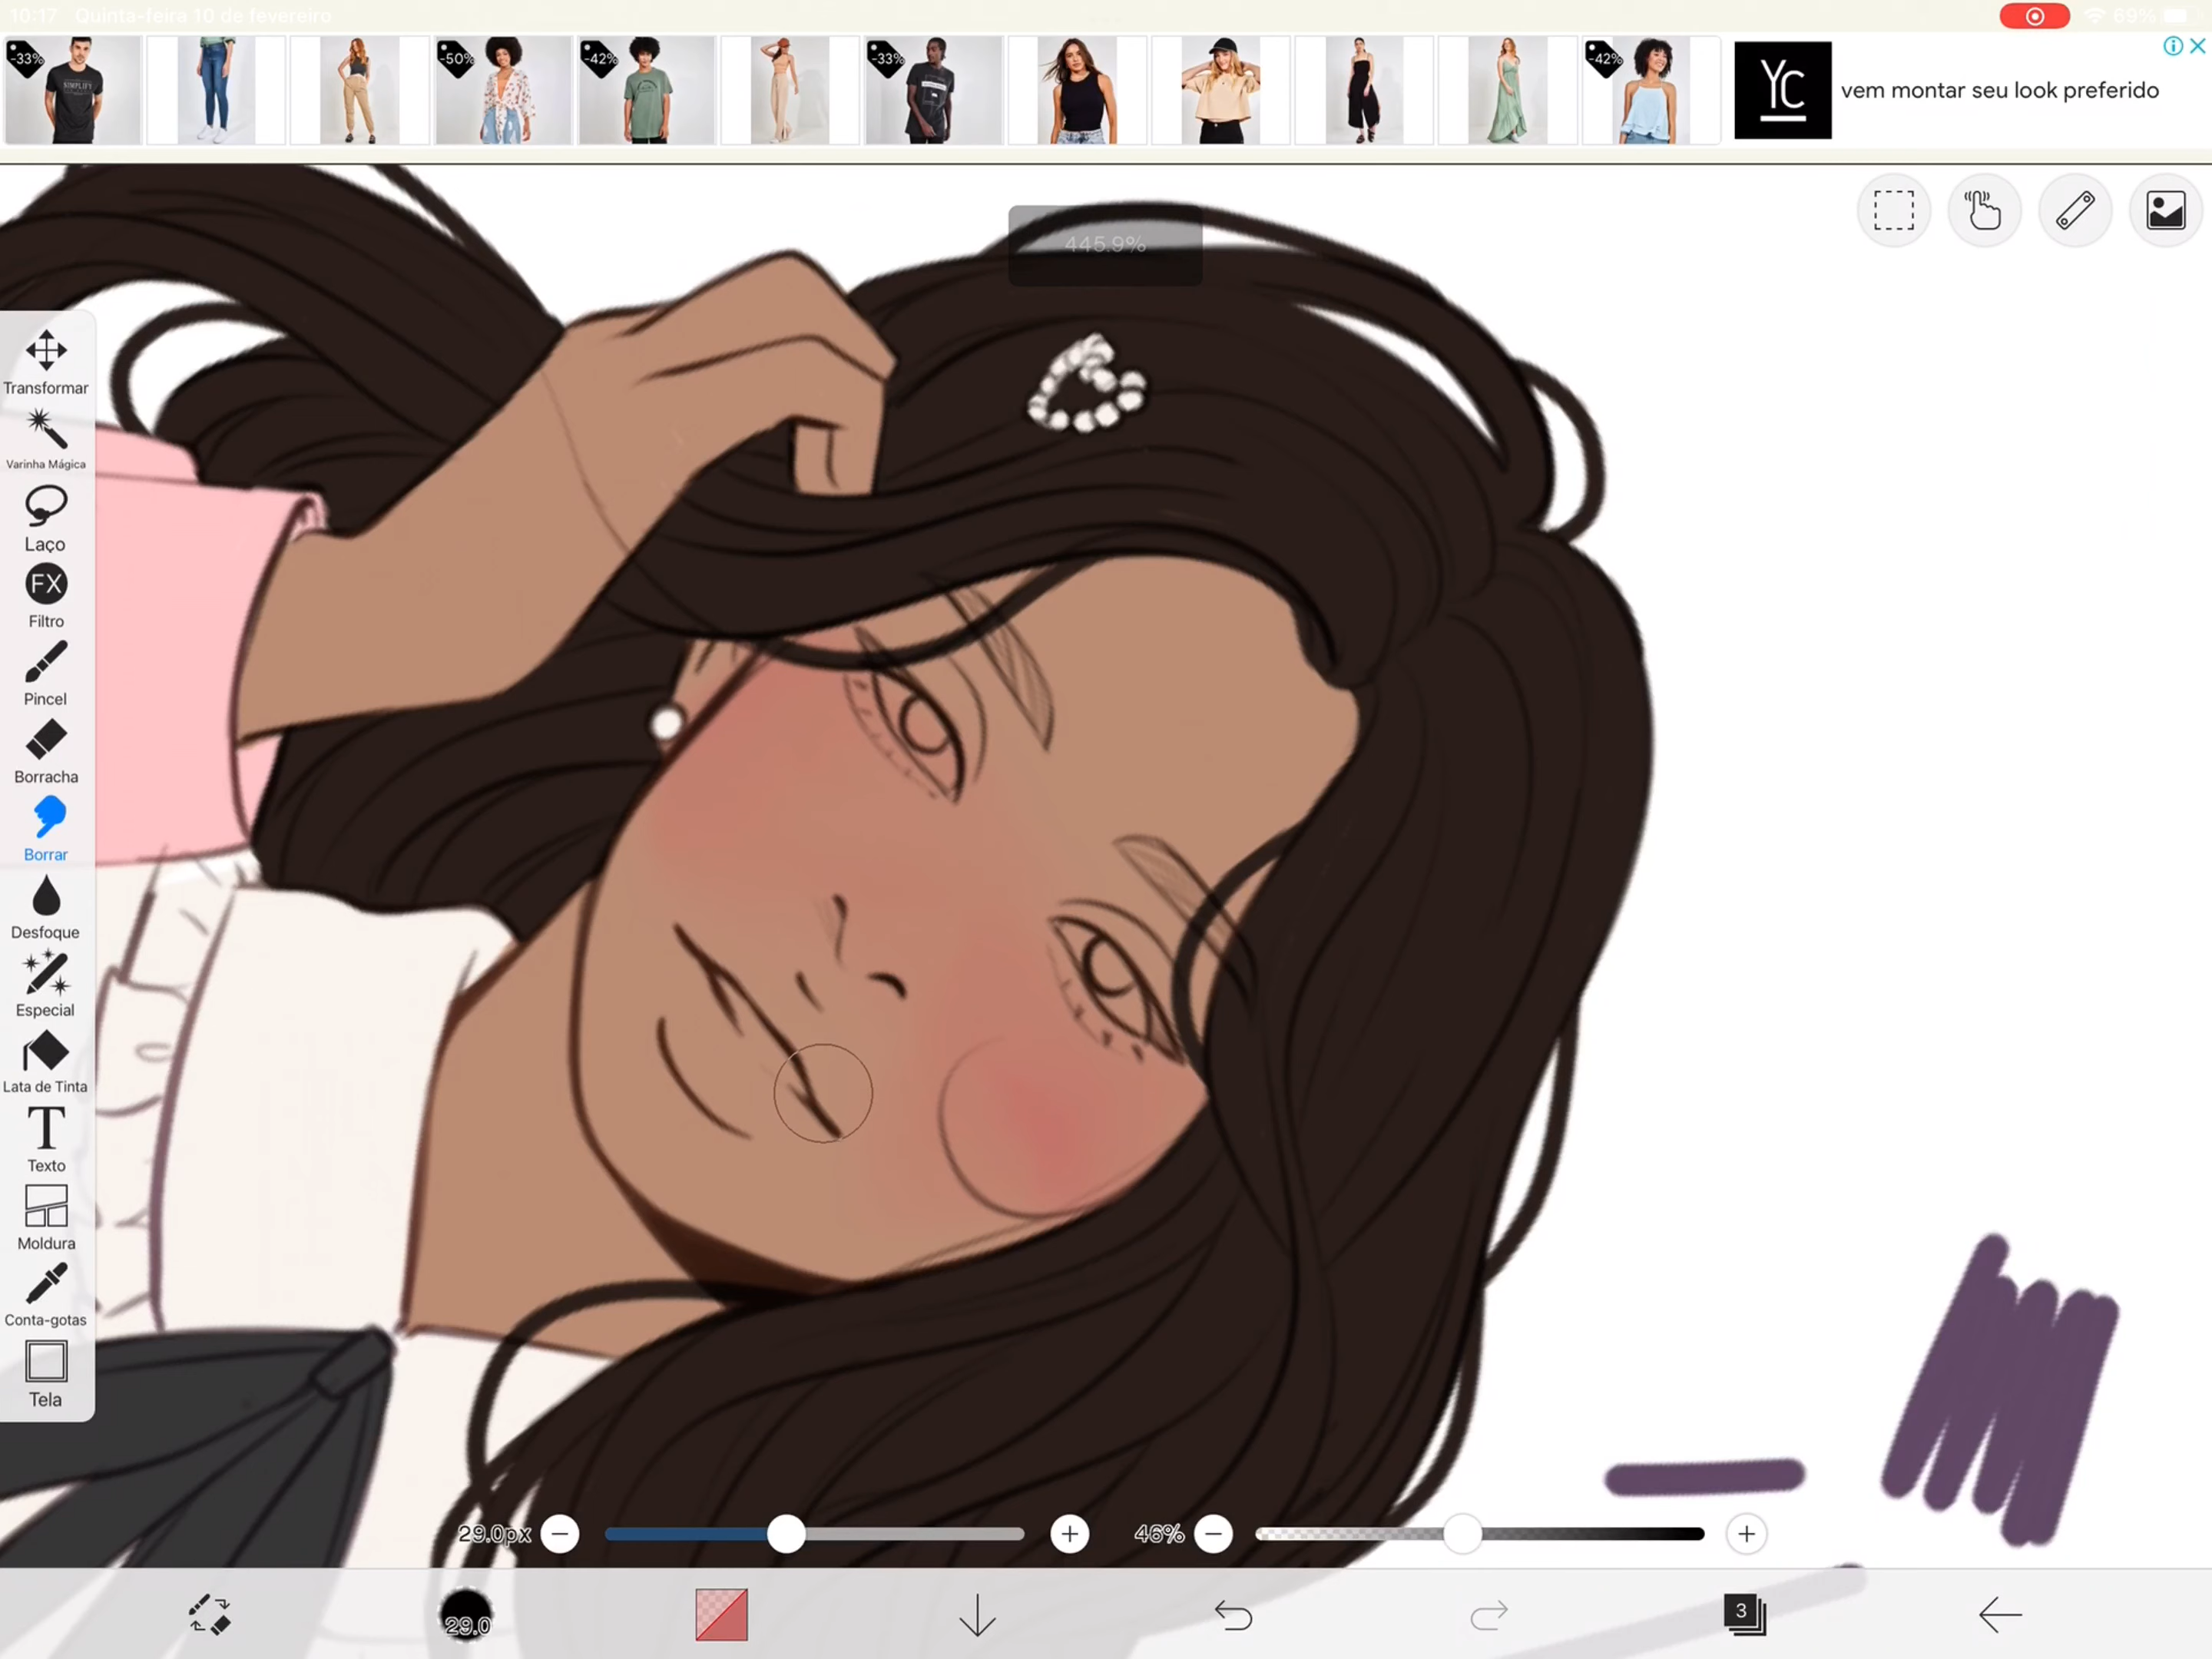 10:17 Quinta-feira 10 de fevereiro
69%
-33%
-50%
-42%
-33%
-42%
SIMPLIFY
YC
vem montar seu look preferido
445.9%
Transformar
Varinha Mágica
Laço
FX
Filtro
Pincel
Borracha
Borrar
Desfoque
Especial
Lata de Tinta
T
Texto
Moldura
Conta-gotas
Tela
29.0px
46%
29.0
3